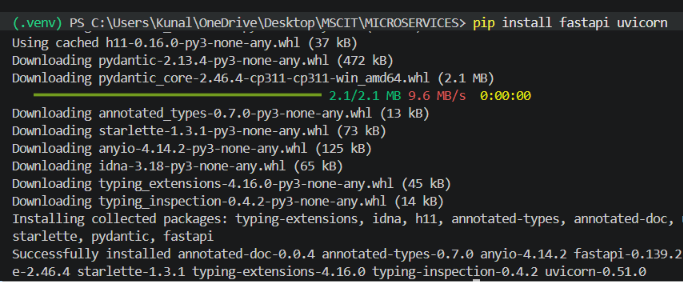 (.venv) PS C:\Users\Kunal\OneDrive\Desktop\MSCIT\MICROSERVICES> pip install fastapi uvicorn
Using cached h11-0.16.0-py3-none-any.whl (37 kB)
Downloading pydantic-2.13.4-py3-none-any.whl (472 kB)
Downloading pydantic_core-2.46.4-cp311-cp311-win_amd64.whl (2.1 MB)
2.1/2.1 MB 9.6 MB/s 0:00:00
Downloading annotated_types-0.7.0-py3-none-any.whl (13 kB)
Downloading starlette-1.3.1-py3-none-any.whl (73 kB)
Downloading anyio-4.14.2-py3-none-any.whl (125 kB)
Downloading idna-3.18-py3-none-any.whl (65 kB)
Downloading typing_extensions-4.16.0-py3-none-any.whl (45 kB)
Downloading typing_inspection-0.4.2-py3-none-any.whl (14 kB)
Installing collected packages: typing-extensions, idna, h11, annotated-types, annotated-doc,
starlette, pydantic, fastapi
Successfully installed annotated-doc-0.0.4 annotated-types-0.7.0 anyio-4.14.2 fastapi-0.139.2
e-2.46.4 starlette-1.3.1 typing-extensions-4.16.0 typing-inspection-0.4.2 uvicorn-0.51.0